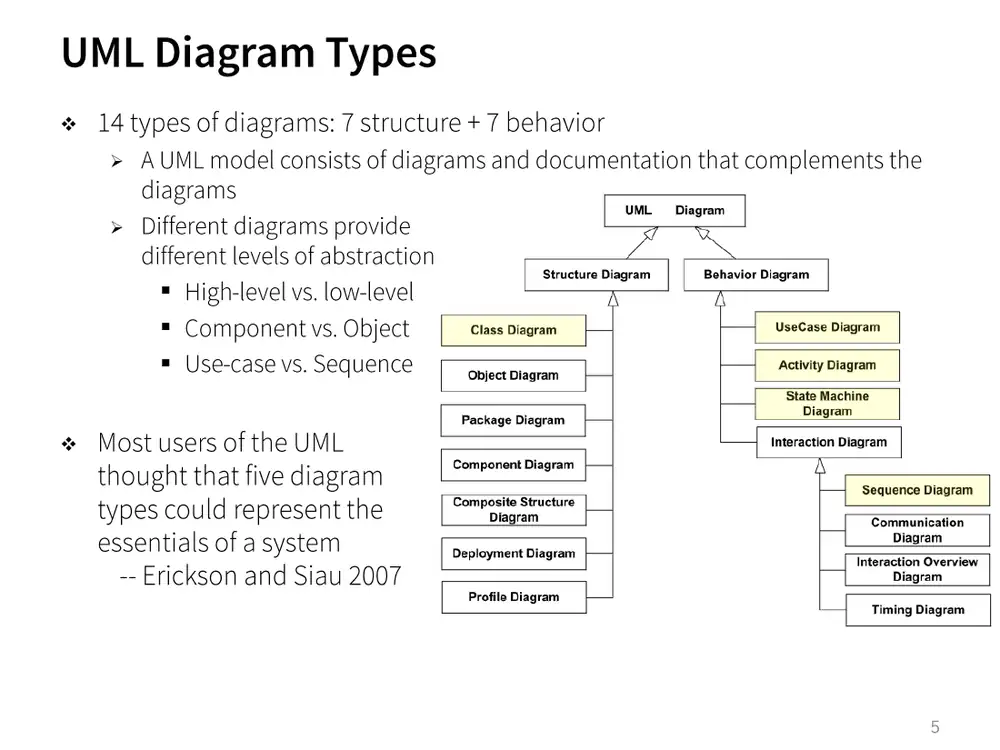 UML Diagram Types
❖ 14 types of diagrams: 7 structure + 7 behavior
➢ A UML model consists of diagrams and documentation that complements the
diagrams
➢ Different diagrams provide
different levels of abstraction
▪ High-level vs. low-level
▪ Component vs. Object
▪ Use-case vs. Sequence
❖ Most users of the UML
thought that five diagram
types could represent the
essentials of a system
-- Erickson and Siau 2007
UML Diagram
Structure Diagram
Behavior Diagram
Class Diagram
Object Diagram
Package Diagram
Component Diagram
Composite Structure
Diagram
Deployment Diagram
Profile Diagram
UseCase Diagram
Activity Diagram
State Machine
Diagram
Interaction Diagram
Sequence Diagram
Communication
Diagram
Interaction Overview
Diagram
Timing Diagram
5